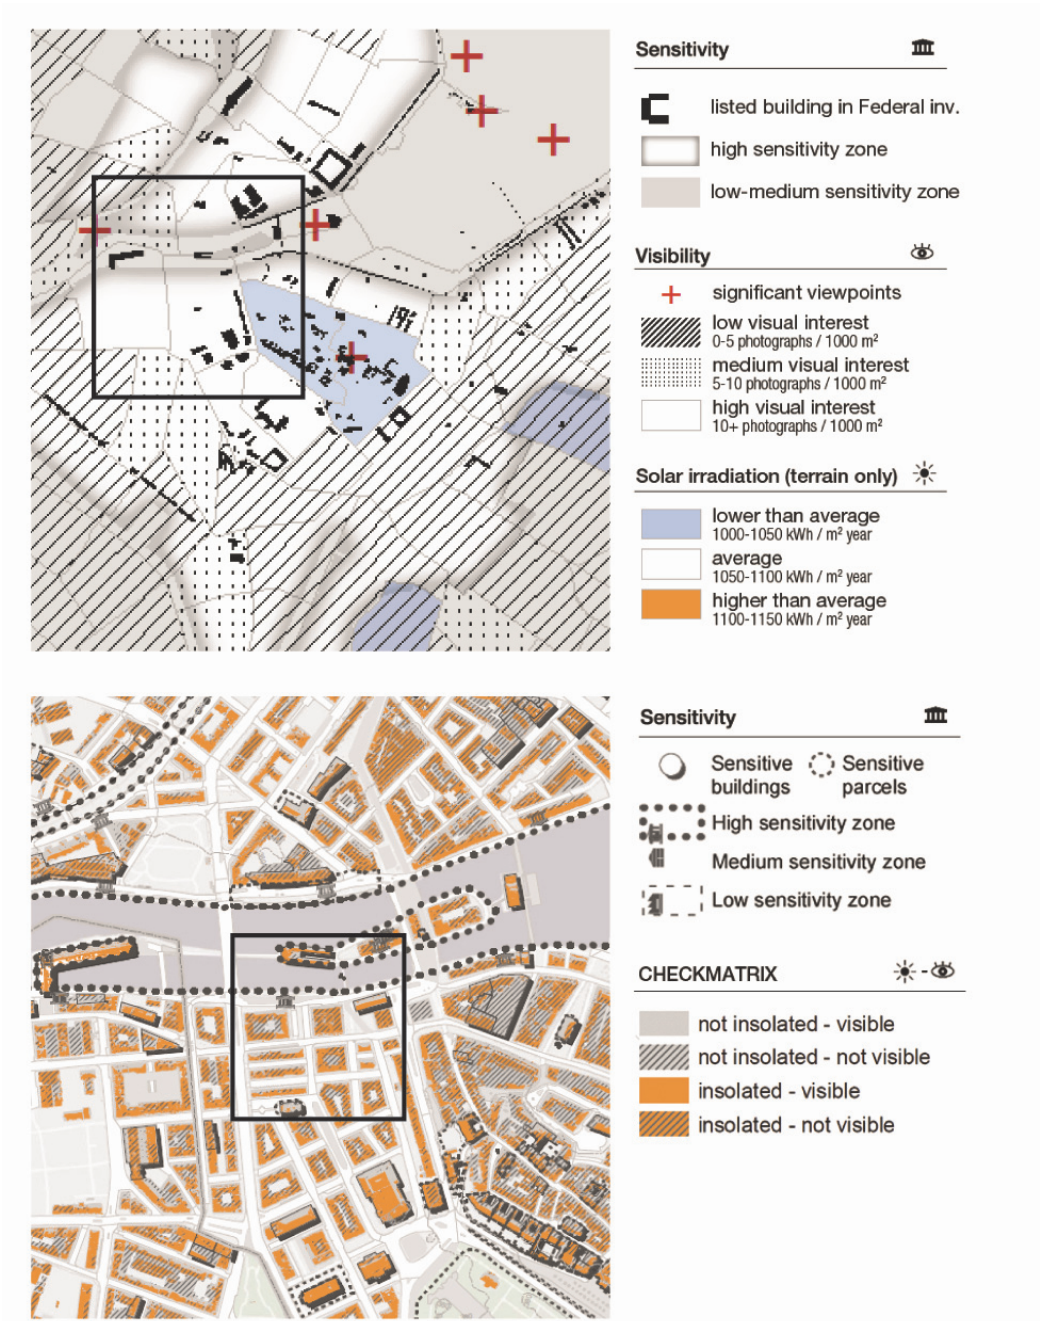 Sensitivity
listed building in Federal inv.
high sensitivity zone
low-medium sensitivity zone
Visibility
significant viewpoints
low visual interest
0-5 photographs / 1000 m²
medium visual interest
5-10 photographs / 1000 m²
high visual interest
10+ photographs / 1000 m²
Solar irradiation (terrain only)
lower than average
1000-1050 kWh / m² year
average
1050-1100 kWh / m² year
higher than average
1100-1150 kWh / m² year
Sensitivity
Sensitive buildings
Sensitive parcels
High sensitivity zone
Medium sensitivity zone
Low sensitivity zone
CHECKMATRIX
not insolated - visible
not insolated - not visible
insolated - visible
insolated - not visible